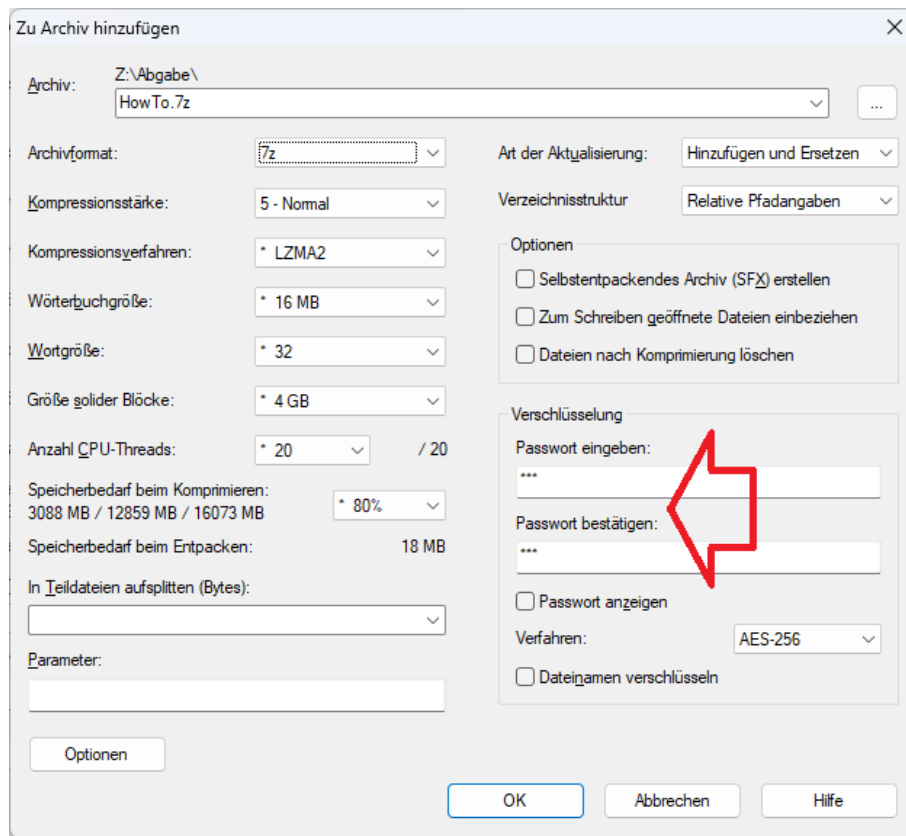 Zu Archiv hinzufügen
Archiv:
Z:\Abgabe\
HowTo.7z
...
Archivformat:
7z
Kompressionsstärke:
5 - Normal
Kompressionsverfahren:
* LZMA2
Wörterbuchgröße:
* 16 MB
Wortgröße:
* 32
Größe solider Blöcke:
* 4 GB
Anzahl CPU-Threads:
* 20
/ 20
Speicherbedarf beim Komprimieren:
3088 MB / 12859 MB / 16073 MB
* 80%
Speicherbedarf beim Entpacken:
18 MB
In Teildateien aufsplitten (Bytes):
Parameter:
Optionen
Art der Aktualisierung:
Hinzufügen und Ersetzen
Verzeichnisstruktur
Relative Pfadangaben
Optionen
Selbstentpackendes Archiv (SFX) erstellen
Zum Schreiben geöffnete Dateien einbeziehen
Dateien nach Komprimierung löschen
Verschlüsselung
Passwort eingeben:
***
Passwort bestätigen:
***
Passwort anzeigen
Verfahren:
AES-256
Dateinamen verschlüsseln
OK
Abbrechen
Hilfe